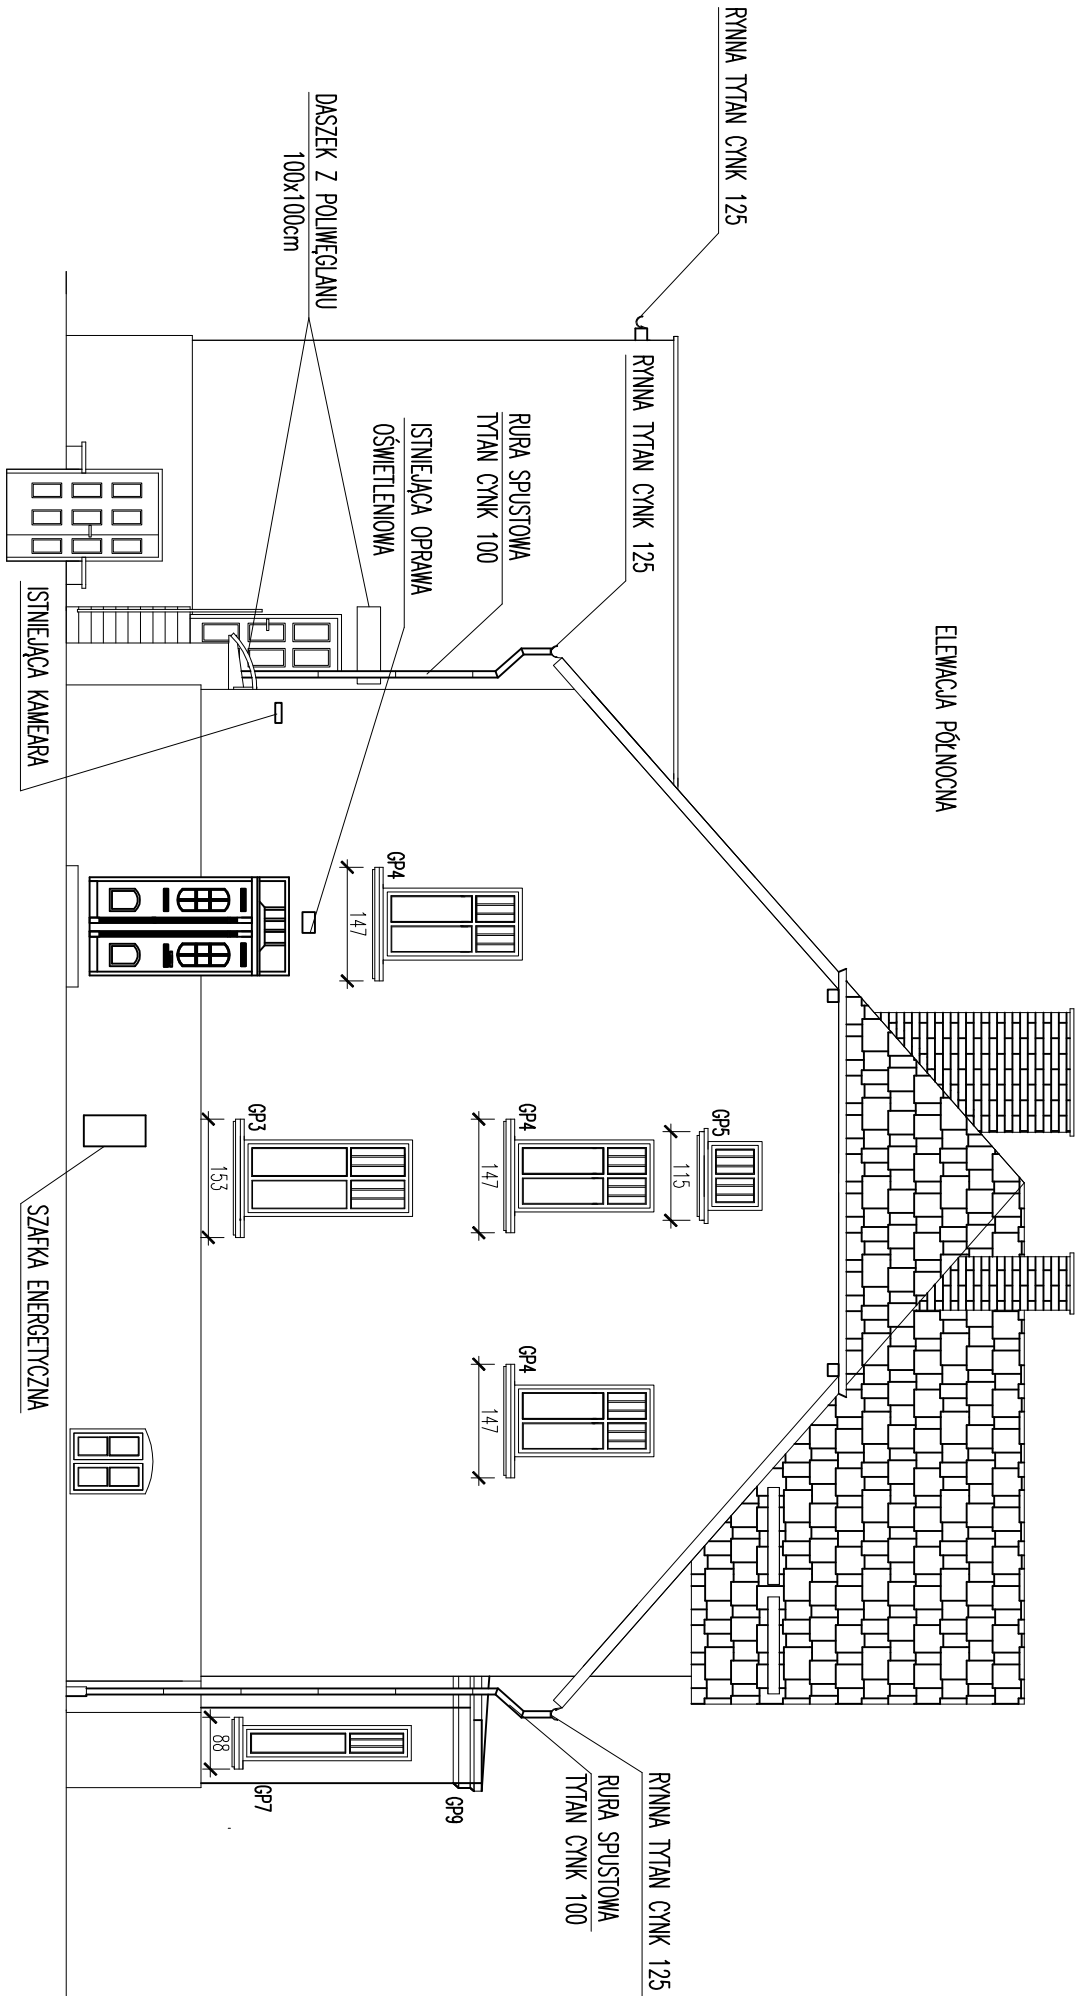 ELEWACJA PÓŁNOCNA
RYNNA TYTAN CYNK 125
RYNNA TYTAN CYNK 125
RURA SPUSTOWA
TYTAN CYNK 100
ISTNIEJĄCA OPRAWA
OŚWIETLENIOWA
DASZEK Z POLIWĘGLANU
100x100cm
ISTNIEJĄCA KAMEARA
GP4
147
GP5
115
GP4
147
GP3
153
GP4
147
SZAFKA ENERGETYCZNA
RYNNA TYTAN CYNK 125
RURA SPUSTOWA
TYTAN CYNK 100
GP9
GP7
88